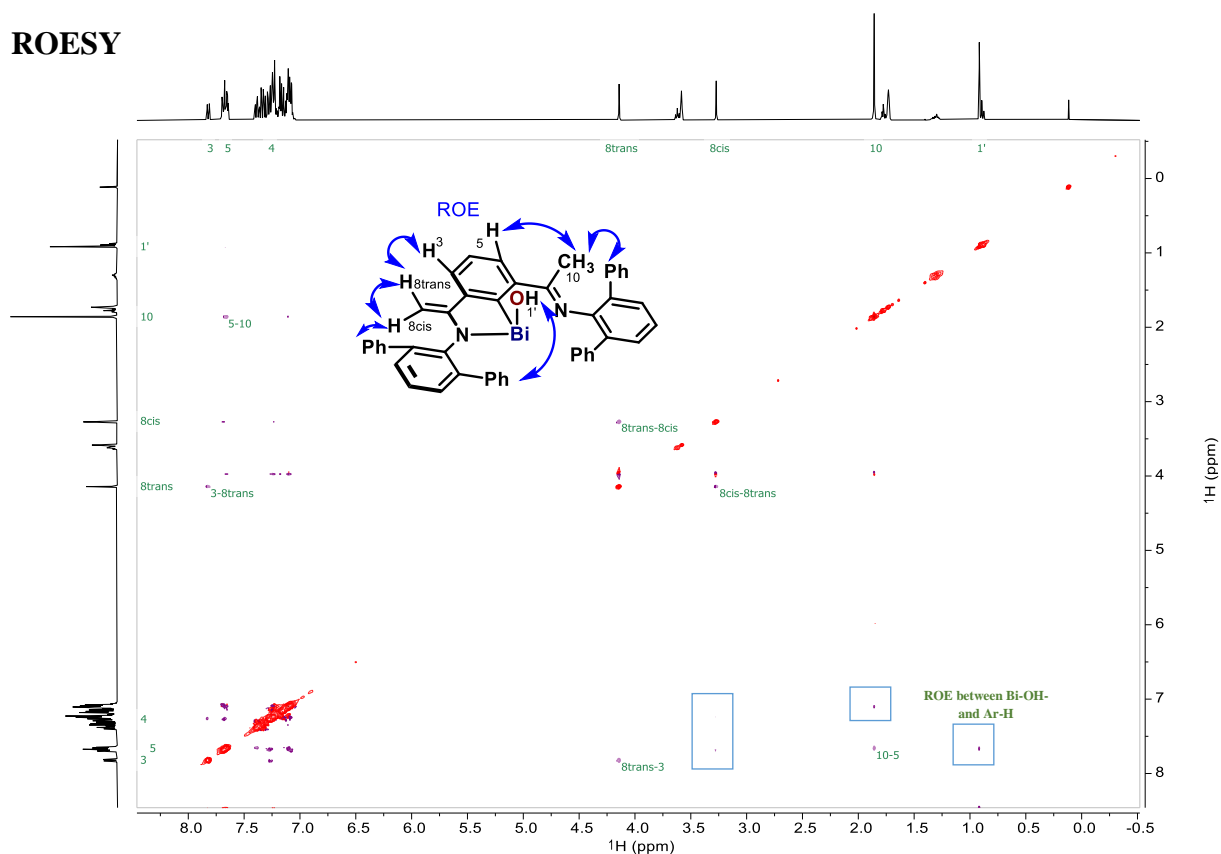 ROESY
3 5 4 8trans 8cis 10 1'
0
1'
1
10
5-10
2
3
8cis
8trans-8cis
4
8trans
3-8trans
8cis-8trans
5
6
7
4
ROE between Bi-OH-
and Ar-H
5
10-5
3
8trans-3
8
ROE
H
3
H
5
CH3
10
Ph
H
8trans
OH
1'
N
H
8cis
N
Bi
Ph
Ph
Ph
8.0 7.5 7.0 6.5 6.0 5.5 5.0 4.5 4.0 3.5 3.0 2.5 2.0 1.5 1.0 0.5 0.0 -0.5
1H (ppm)
1H (ppm)